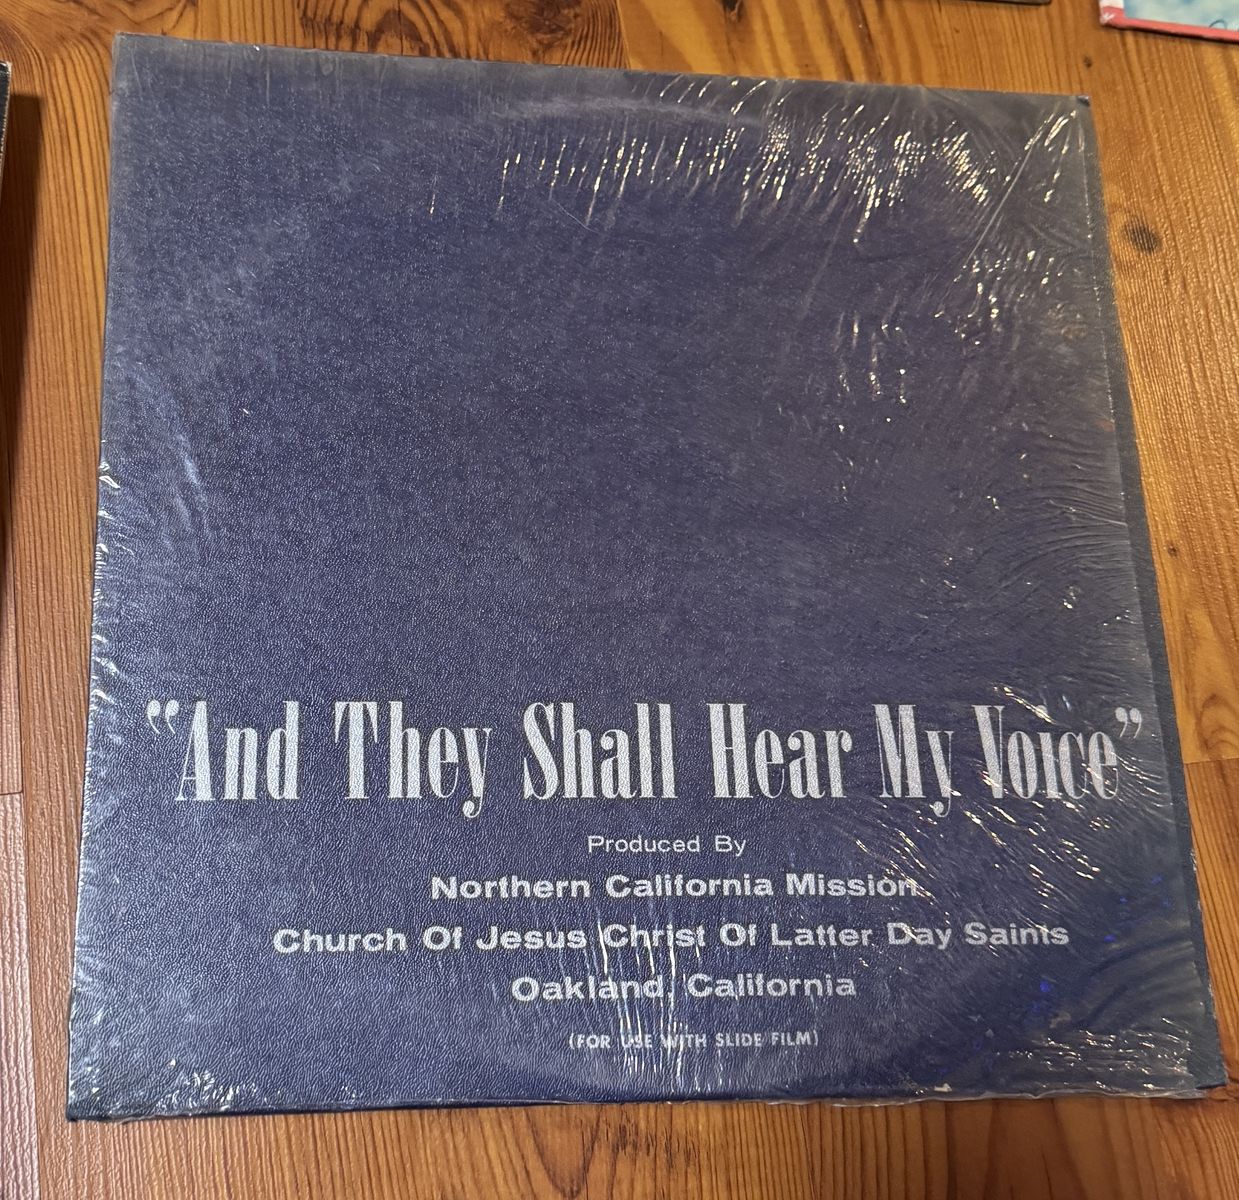 “And They Shall Hear My Voice”
Produced By
Northern California Mission
Church Of Jesus Christ Of Latter Day Saints
Oakland, California
(FOR USE WITH SLIDE FILM)